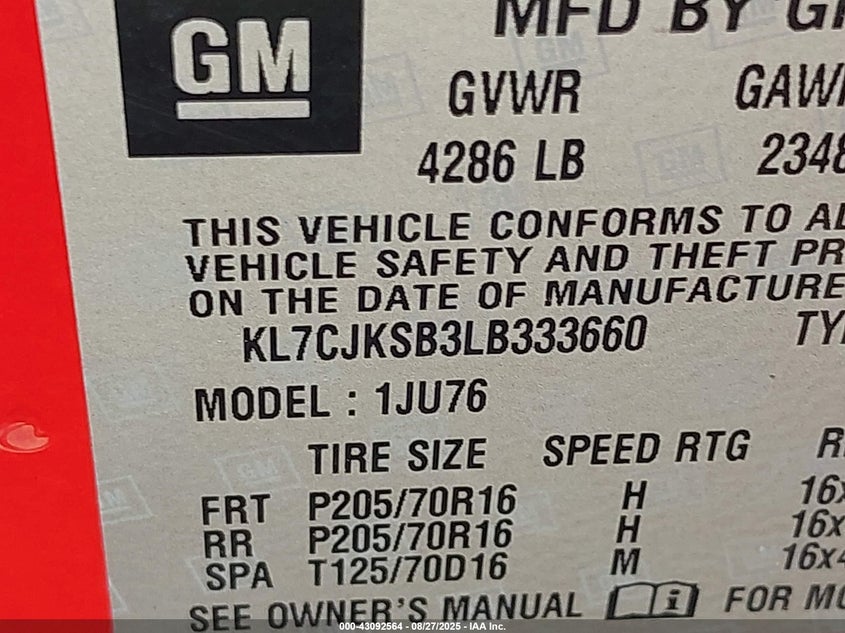 GM
MFD BY G
GVWR GAW
4286 LB 2348
THIS VEHICLE CONFORMS TO AL
VEHICLE SAFETY AND THEFT PR
ON THE DATE OF MANUFACTURE
KL7CJKSB3LB333660 TY
MODEL : 1JU76
TIRE SIZE SPEED RTG R
FRT P205/70R16 H 16x
RR P205/70R16 H 16x
SPA T125/70D16 M 16x4
SEE OWNER'S MANUAL i FOR MO
000-43092564 - 08/27/2025 - IAA Inc.